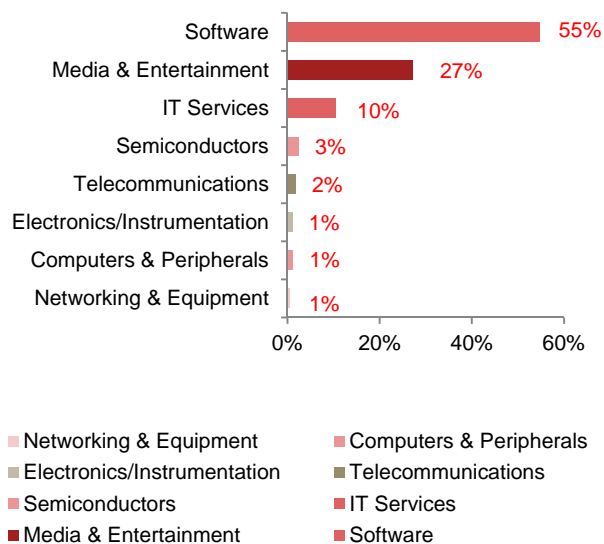 Software 55%
Media & Entertainment 27%
IT Services 10%
Semiconductors 3%
Telecommunications 2%
Electronics/Instrumentation 1%
Computers & Peripherals 1%
Networking & Equipment 1%
0% 20% 40% 60%
Networking & Equipment Computers & Peripherals
Electronics/Instrumentation Telecommunications
Semiconductors IT Services
Media & Entertainment Software